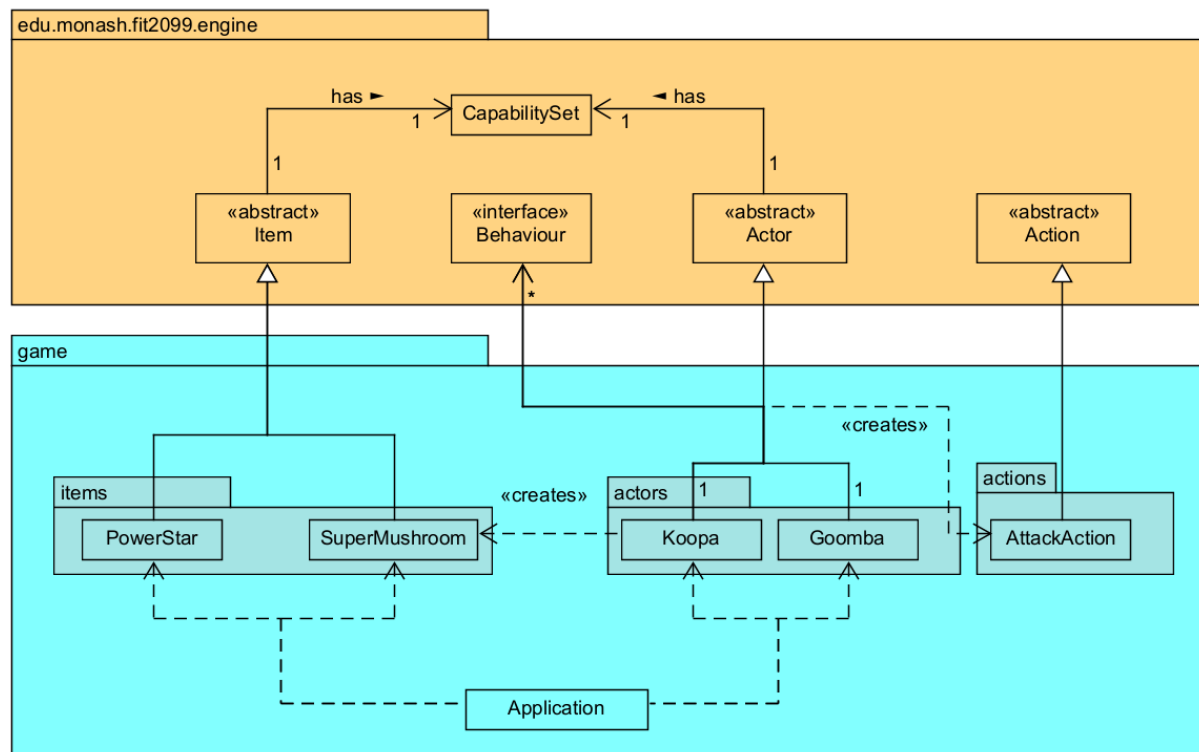 edu.monash.fit2099.engine
has ►
◄ has
CapabilitySet
1
1
1
1
«abstract»
Item
«interface»
Behaviour
«abstract»
Actor
«abstract»
Action
*
game
«creates»
items
«creates»
actors
1
1
actions
PowerStar
SuperMushroom
Koopa
Goomba
AttackAction
Application